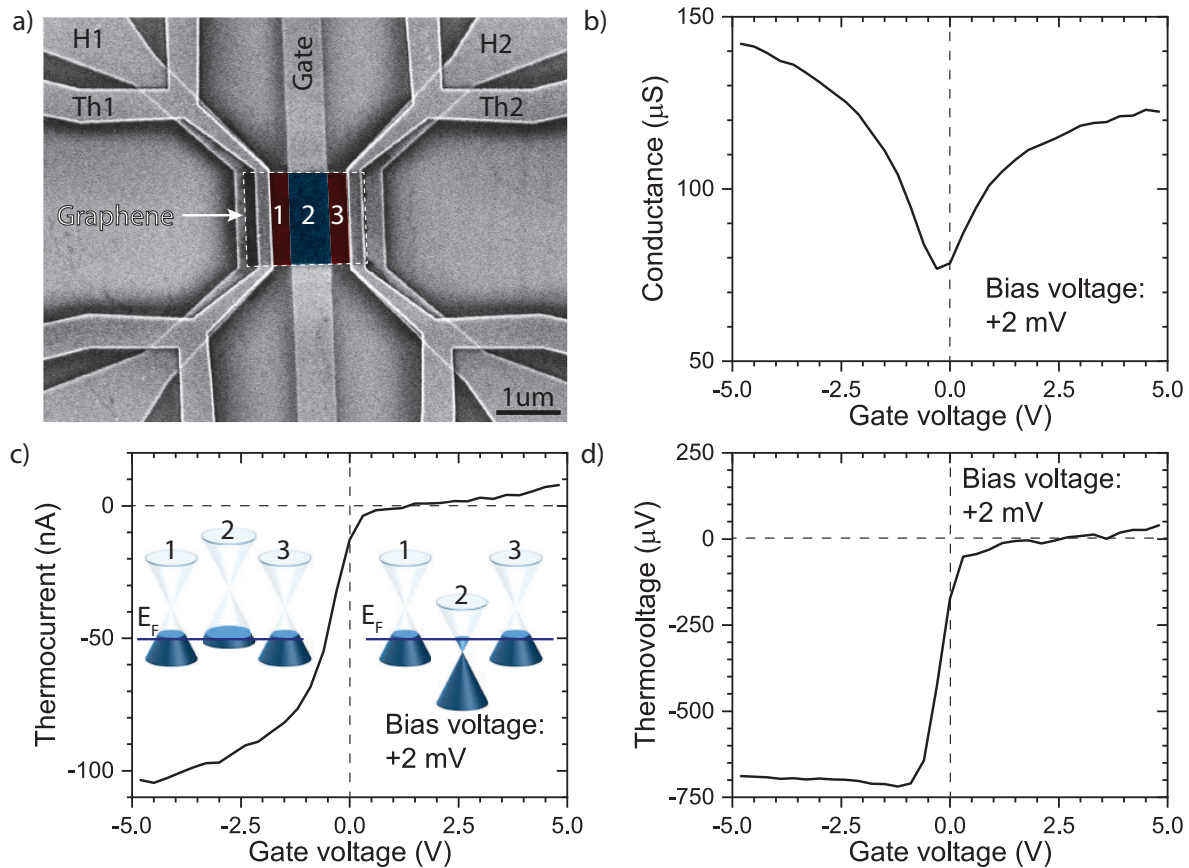 a)
H1
Gate
H2
Th1
Th2
Graphene
1
2
3
1um
b)
150
100
50
Conductance (µS)
Bias voltage:
+2 mV
-5.0
-2.5
0.0
2.5
5.0
Gate voltage (V)
c)
0
-50
-100
Thermocurrent (nA)
1
2
3
E_F
1
2
3
E_F
Bias voltage:
+2 mV
-5.0
-2.5
0.0
2.5
5.0
Gate voltage (V)
d)
250
0
-250
-500
-750
Thermovoltage (µV)
Bias voltage:
+2 mV
-5.0
-2.5
0.0
2.5
5.0
Gate voltage (V)